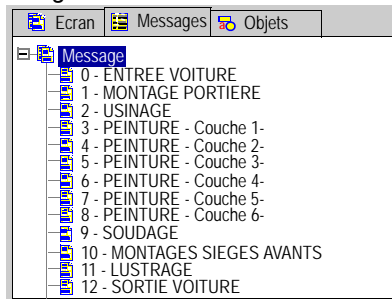 Ecran Messages Objets
Message
0 - ENTREE VOITURE
1 - MONTAGE PORTIERE
2 - USINAGE
3 - PEINTURE - Couche 1-
4 - PEINTURE - Couche 2-
5 - PEINTURE - Couche 3-
6 - PEINTURE - Couche 4-
7 - PEINTURE - Couche 5-
8 - PEINTURE - Couche 6-
9 - SOUDAGE
10 - MONTAGES SIEGES AVANTS
11 - LUSTRAGE
12 - SORTIE VOITURE